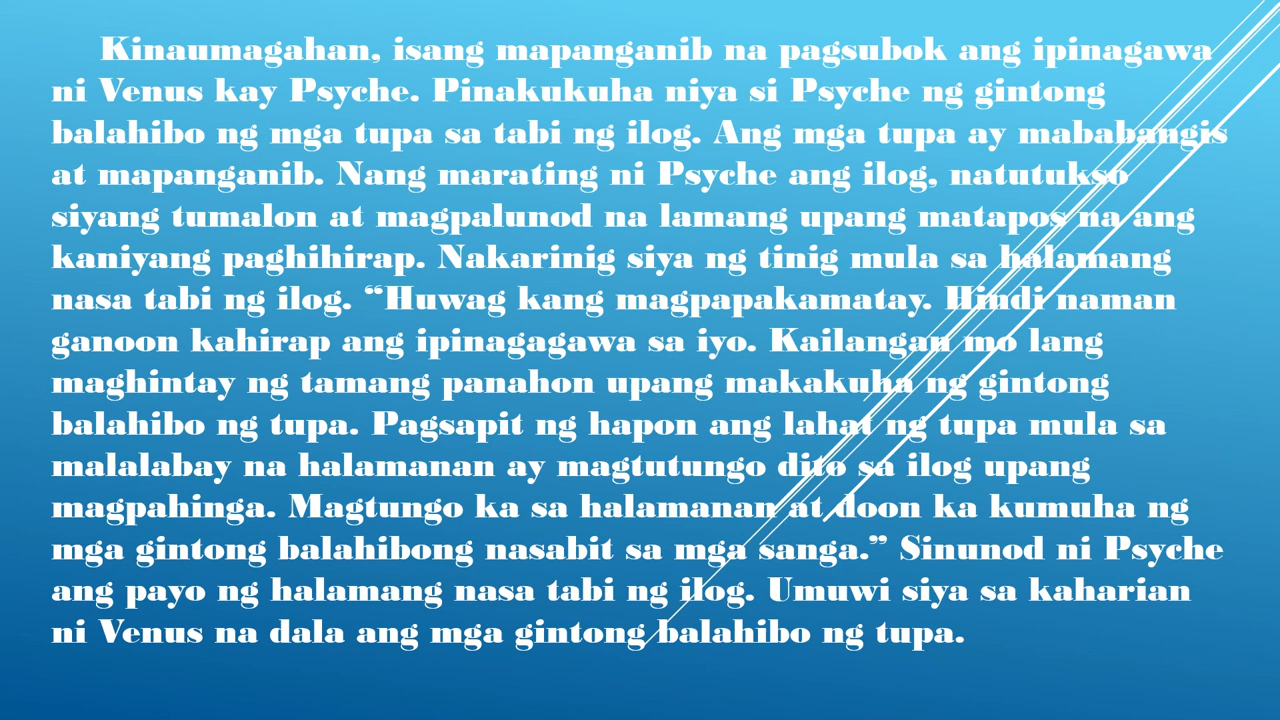 Kinaumagahan, isang mapanganib na pagsubok ang ipinagawa
ni Venus kay Psyche. Pinakukuha niya si Psyche ng gintong
balahibo ng mga tupa sa tabi ng ilog. Ang mga tupa ay mababangis
at mapanganib. Nang marating ni Psyche ang ilog, natutukso
siyang tumalon at magpalunod na lamang upang matapos na ang
kaniyang paghihirap. Nakarinig siya ng tinig mula sa halamang
nasa tabi ng ilog. “Huwag kang magpapakamatay. Hindi naman
ganoon kahirap ang ipinagagawa sa iyo. Kailangan mo lang
maghintay ng tamang panahon upang makakuha ng gintong
balahibo ng tupa. Pagsapit ng hapon ang lahat ng tupa mula sa
malalabay na halamanan ay magtutungo dito sa ilog upang
magpahinga. Magtungo ka sa halamanan at doon ka kumuha ng
mga gintong balahibong nasabit sa mga sanga.” Sinunod ni Psyche
ang payo ng halamang nasa tabi ng ilog. Umuwi siya sa kaharian
ni Venus na dala ang mga gintong balahibo ng tupa.